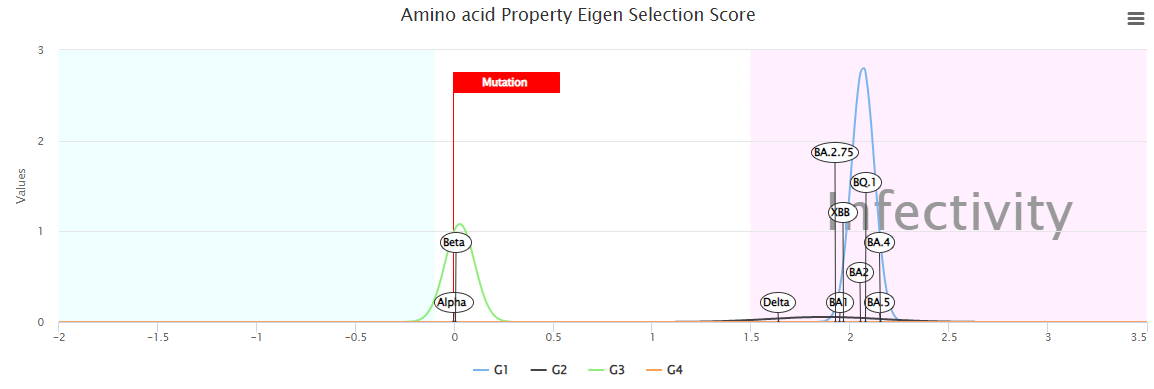 Amino acid Property Eigen Selection Score
3
Mutation
2
BA.2.75
BQ.1
Infectivity
XBB
1
Beta
BA.4
BA2
Alpha
Delta
BA1
BA.5
0
Values
−2 −1.5 −1 −0.5 0 0.5 1 1.5 2 2.5 3 3.5
G1 G2 G3 G4